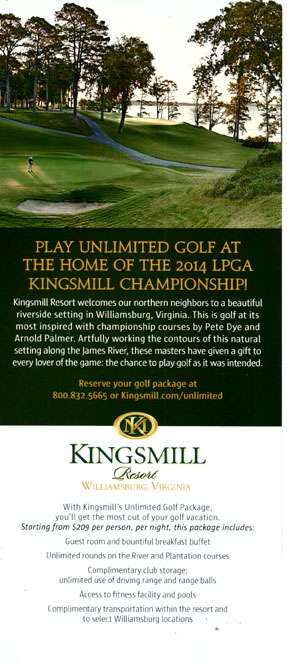 PLAY UNLIMITED GOLF AT
THE HOME OF THE 2014 LPGA
KINGSMILL CHAMPIONSHIP!
Kingsmill Resort welcomes our northern neighbors to a beautiful
riverside setting in Williamsburg, Virginia. This is golf at its
most inspired with championship courses by Pete Dye and
Arnold Palmer. Artfully working the contours of this natural
setting along the James River, these masters have given a gift to
every lover of the game: the chance to play golf as it was intended.
Reserve your golf package at
800.832.5665 or Kingsmill.com/unlimited
KINGSMILL
Resort
WILLIAMSBURG, VIRGINIA
With Kingsmill's Unlimited Golf Package,
you'll get the most out of your golf vacation.
Starting from $209 per person, per night, this package includes:
Guest room and bountiful breakfast buffet
Unlimited rounds on the River and Plantation courses
Complimentary club storage;
unlimited use of driving range and range balls
Access to fitness facility and pools
Complimentary transportation within the resort and
to select Williamsburg locations